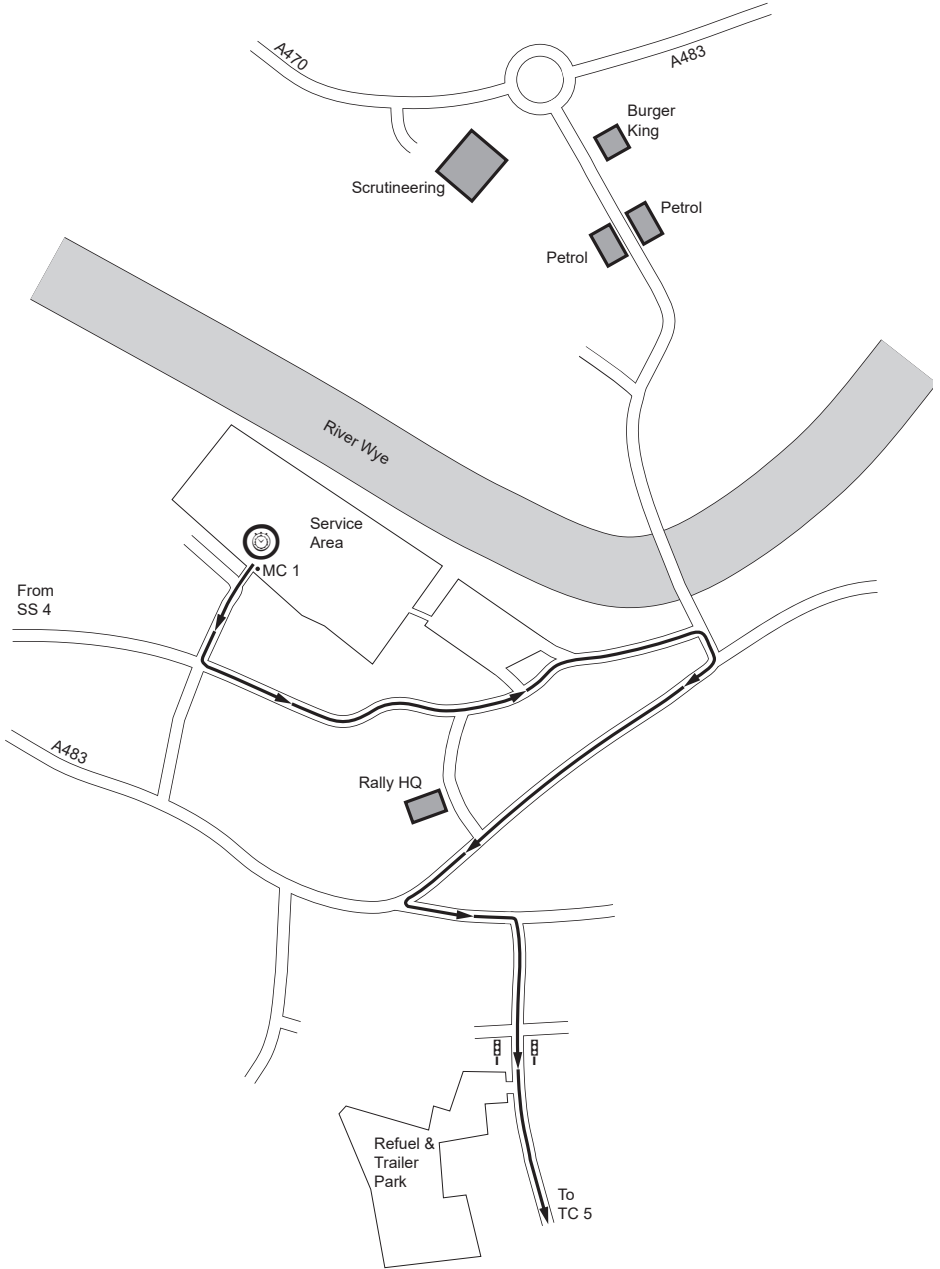 A470
A483
Burger
King
Scrutineering
Petrol
Petrol
River Wye
Service
Area
MC 1
From
SS 4
A483
Rally HQ
Refuel &
Trailer
Park
To
TC 5